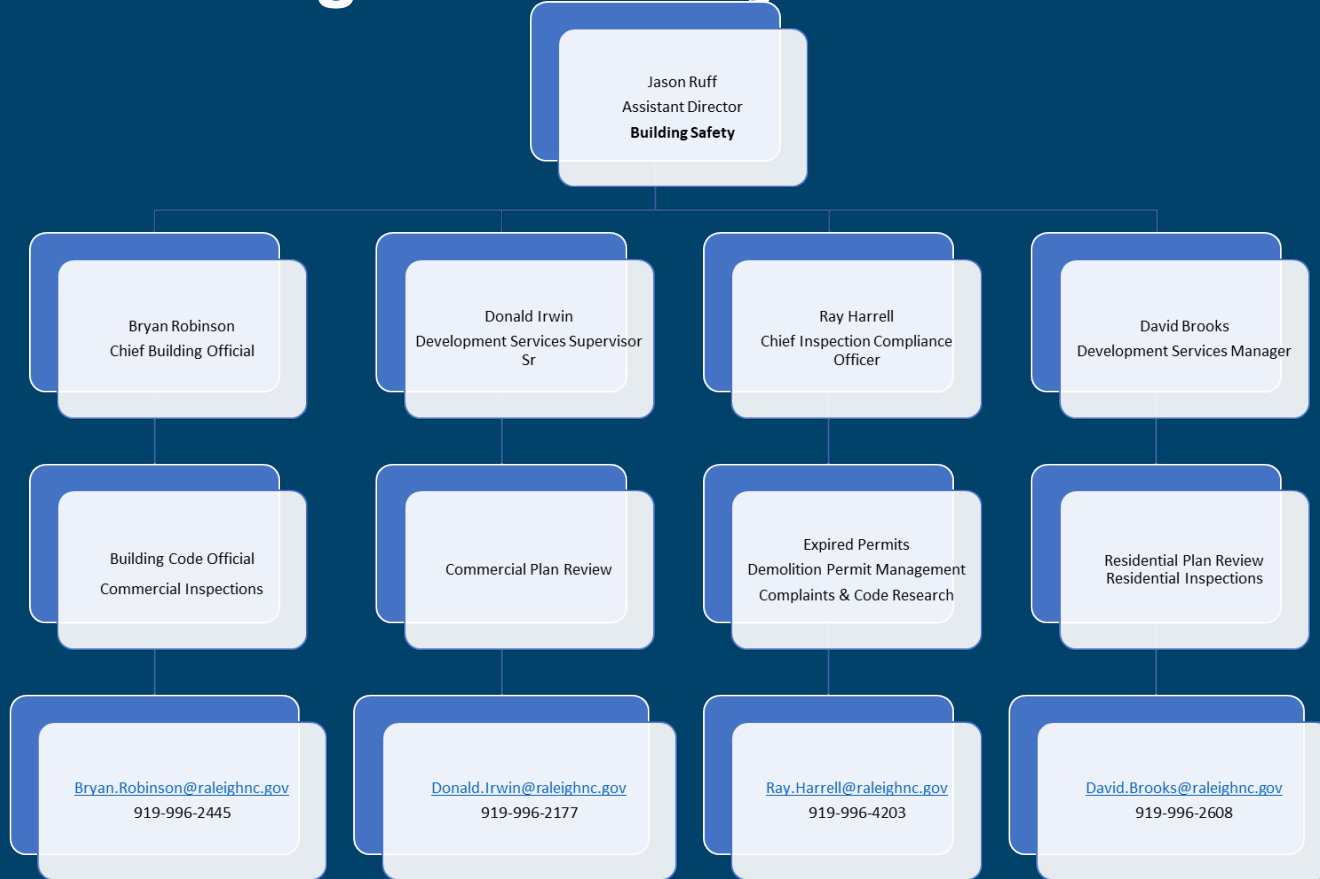 Jason Ruff
Assistant Director
Building Safety
Bryan Robinson
Chief Building Official
Donald Irwin
Development Services Supervisor
Sr
Ray Harrell
Chief Inspection Compliance
Officer
David Brooks
Development Services Manager
Building Code Official
Commercial Inspections
Commercial Plan Review
Expired Permits
Demolition Permit Management
Complaints & Code Research
Residential Plan Review
Residential Inspections
Bryan.Robinson@raleighnc.gov
919-996-2445
Donald.Irwin@raleighnc.gov
919-996-2177
Ray.Harrell@raleighnc.gov
919-996-4203
David.Brooks@raleighnc.gov
919-996-2608